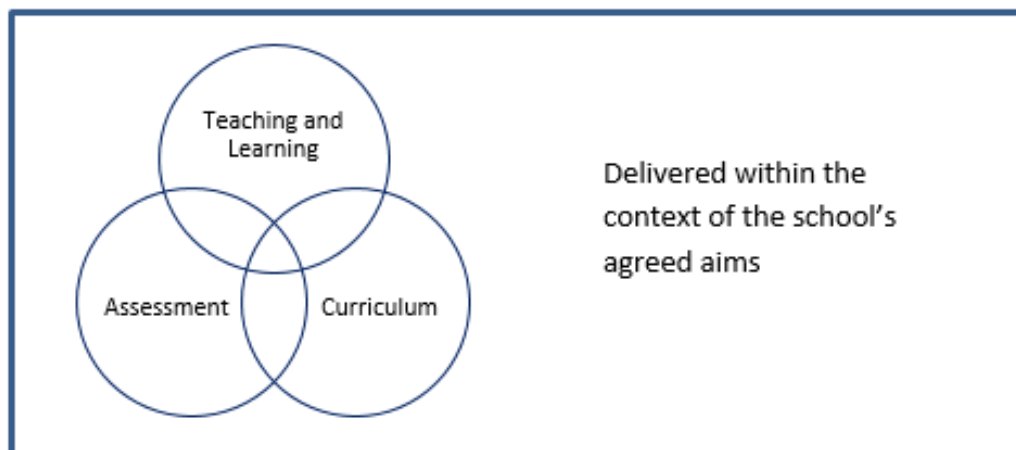 Teaching and
Learning
Assessment
Curriculum
Delivered within the
context of the school’s
agreed aims